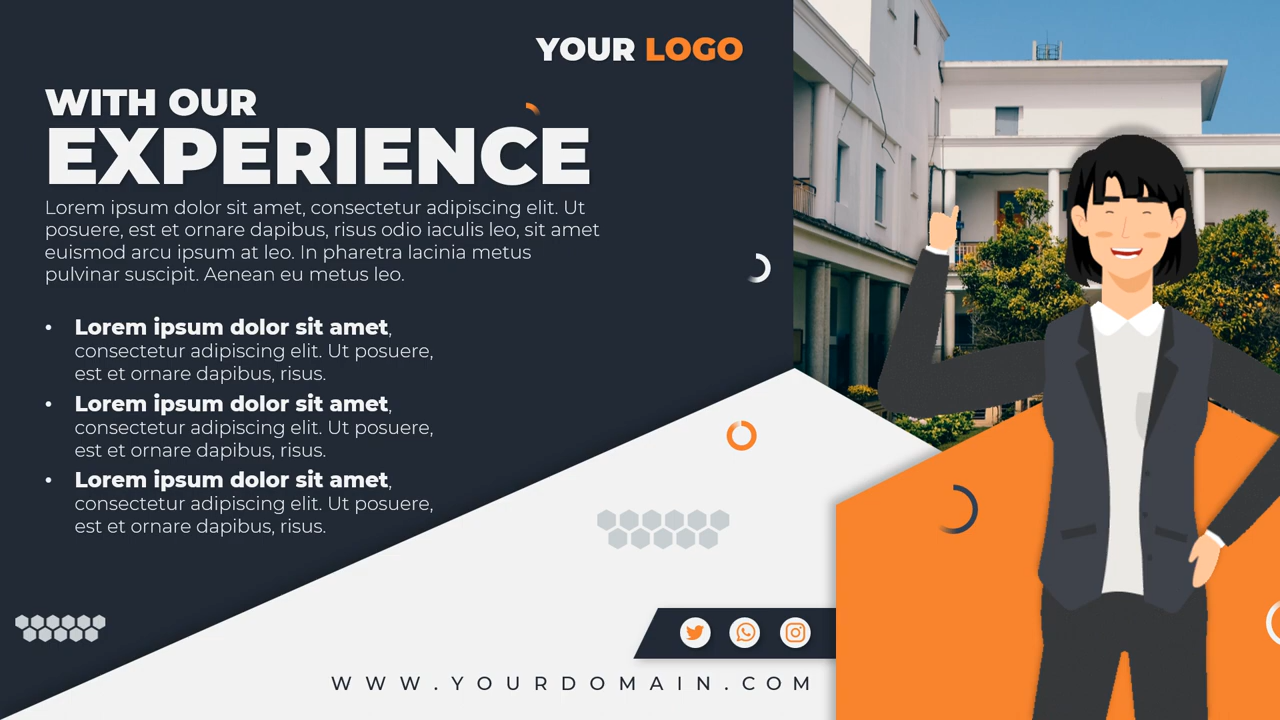 YOUR LOGO
WITH OUR
EXPERIENCE
Lorem ipsum dolor sit amet, consectetur adipiscing elit. Ut
posuere, est et ornare dapibus, risus odio iaculis leo, sit amet
euismod arcu ipsum at leo. In pharetra lacinia metus
pulvinar suscipit. Aenean eu metus leo.
• Lorem ipsum dolor sit amet,
consectetur adipiscing elit. Ut posuere,
est et ornare dapibus, risus.
• Lorem ipsum dolor sit amet,
consectetur adipiscing elit. Ut posuere,
est et ornare dapibus, risus.
• Lorem ipsum dolor sit amet,
consectetur adipiscing elit. Ut posuere,
est et ornare dapibus, risus.
WWW.YOURDOMAIN.COM